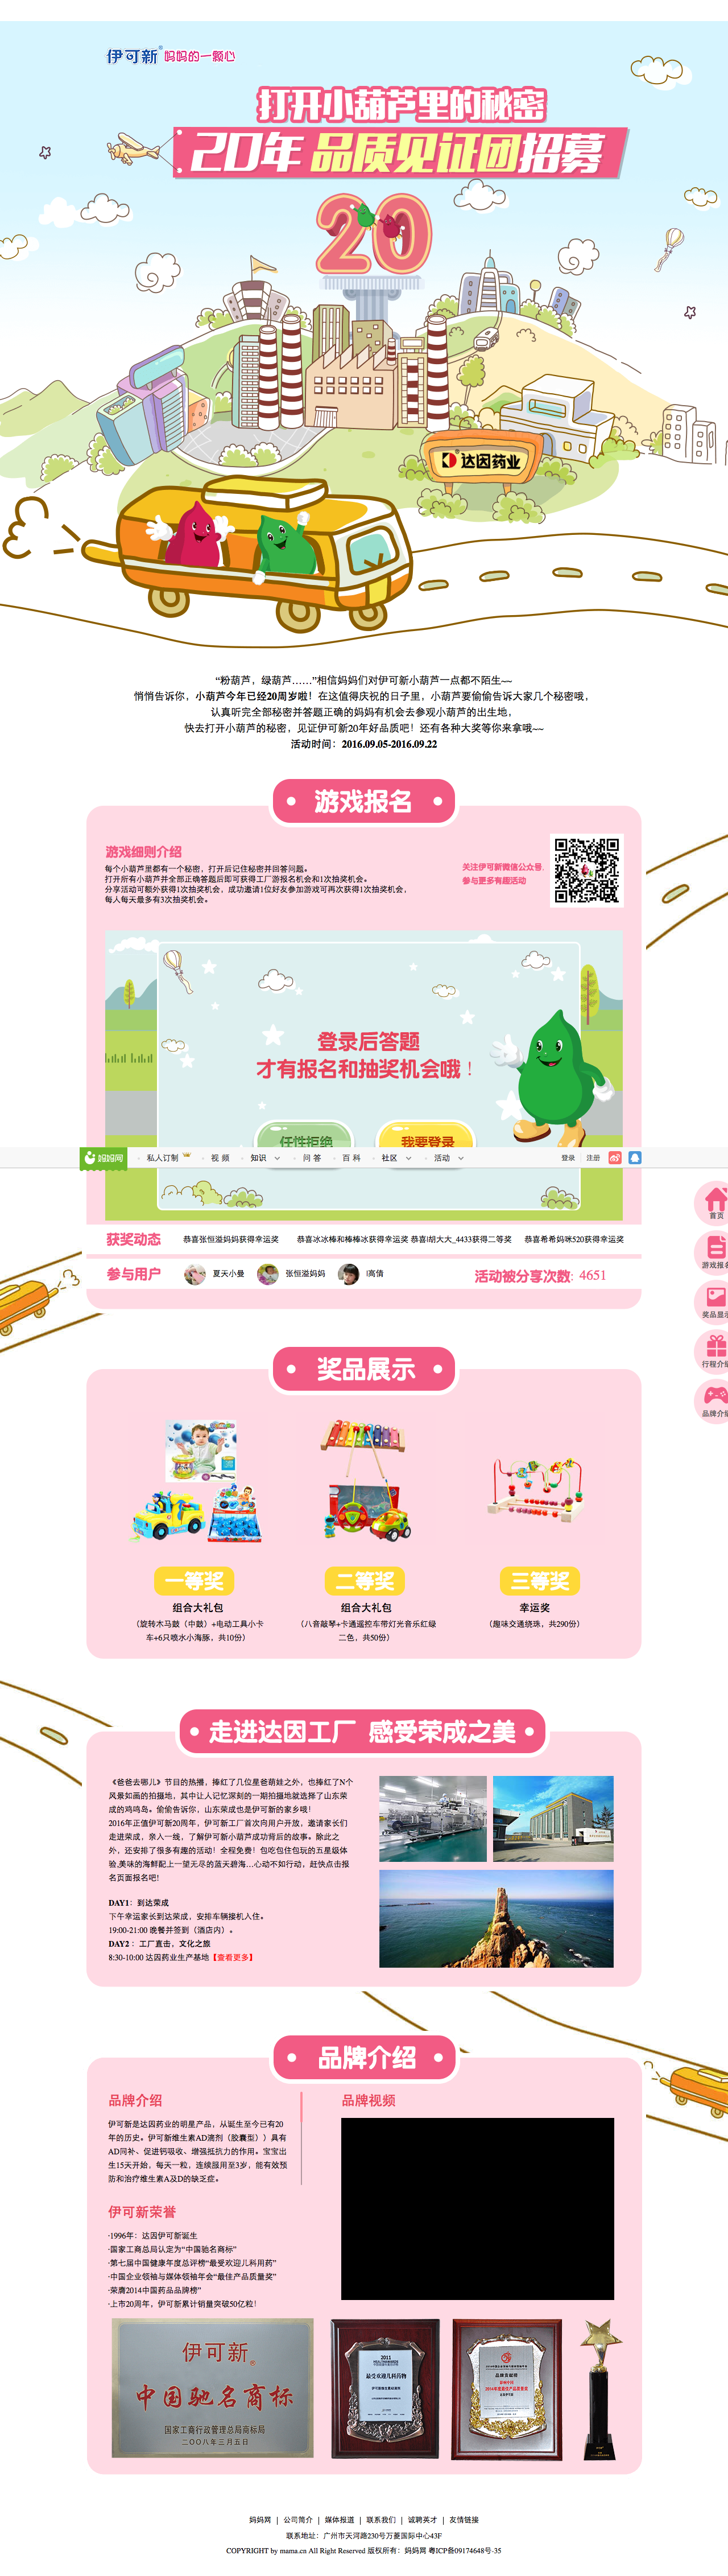 伊可新® 妈妈的一颗心
打开小葫芦里的秘密
20年 品质见证团招募
20
达因药业
“粉葫芦，绿葫芦……”相信妈妈们对伊可新小葫芦一点都不陌生~~
悄悄告诉你，小葫芦今年已经20周岁啦！在这值得庆祝的日子里，小葫芦要偷偷告诉大家几个秘密哦，
认真听完全部秘密并答题正确的妈妈有机会去参观小葫芦的出生地，
快去打开小葫芦的秘密，见证伊可新20年好品质吧！还有各种大奖等你来拿哦~~
活动时间：2016.09.05-2016.09.22
游戏报名
游戏细则介绍
每个小葫芦里都有一个秘密，打开后记住秘密并回答问题。
打开所有小葫芦并全部正确答题后即可获得工厂游报名机会和1次抽奖机会。
分享活动可额外获得1次抽奖机会，成功邀请1位好友参加游戏可再次获得1次抽奖机会，
每人每天最多有3次抽奖机会。
关注伊可新微信公众号，
参与更多有趣活动
登录后答题
才有报名和抽奖机会哦！
任性拒绝 我要登录
妈妈网 私人订制 视 频 知识 问 答 百 科 社区 活动 登录 注册
获奖动态 恭喜张恒溢妈妈获得幸运奖 恭喜冰冰棒和棒棒冰获得幸运奖 恭喜l胡大大_4433获得二等奖 恭喜希希妈咪520获得幸运奖
参与用户 夏天小曼 张恒溢妈妈 l高倩 活动被分享次数：4651
首页
游戏报名
奖品显示
行程介绍
品牌介绍
奖品展示
一等奖 二等奖 三等奖
组合大礼包 组合大礼包 幸运奖
（旋转木马鼓（中鼓）+电动工具小卡 （八音敲琴+卡通遥控车带灯光音乐红绿 （趣味交通绕珠，共290份）
车+6只喷水小海豚，共10份） 二色，共50份）
走进达因工厂 感受荣成之美
《爸爸去哪儿》节目的热播，捧红了几位星爸萌娃之外，也捧红了N个
风景如画的拍摄地，其中让人记忆深刻的一期拍摄地就选择了山东荣
成的鸡鸣岛。偷偷告诉你，山东荣成也是伊可新的家乡哦！
2016年正值伊可新20周年，伊可新工厂首次向用户开放，邀请家长们
走进荣成，亲入一线，了解伊可新小葫芦成功背后的故事。除此之
外，还安排了很多有趣的活动！全程免费！包吃包住包玩的五星级体
验,美味的海鲜配上一望无尽的蓝天碧海…心动不如行动，赶快点击报
名页面报名吧!
DAY1：到达荣成
下午幸运家长到达荣成，安排车辆接机入住。
19:00-21:00 晚餐并签到（酒店内）。
DAY2： 工厂直击，文化之旅
8:30-10:00 达因药业生产基地【查看更多】
品牌介绍
品牌介绍
伊可新是达因药业的明星产品，从诞生至今已有20
年的历史。伊可新维生素AD滴剂（胶囊型））具有
AD同补、促进钙吸收、增强抵抗力的作用。宝宝出
生15天开始，每天一粒，连续服用至3岁，能有效预
防和治疗维生素A及D的缺乏症。
品牌视频
伊可新荣誉
·1996年：达因伊可新诞生
·国家工商总局认定为“中国驰名商标”
·第七届中国健康年度总评榜“最受欢迎儿科用药”
·中国企业领袖与媒体领袖年会“最佳产品质量奖”
·荣膺2014中国药品品牌榜”
·上市20周年，伊可新累计销量突破50亿粒！
伊可新®
中国驰名商标
国家工商行政管理总局商标局
二〇〇八年三月五日
2011
最受欢迎儿科药物
妈妈网 | 公司简介 | 媒体报道 | 联系我们 | 诚聘英才 | 友情链接
联系地址：广州市天河路230号万菱国际中心43F
COPYRIGHT by mama.cn All Right Reserved 版权所有：妈妈网 粤ICP备09174648号-35